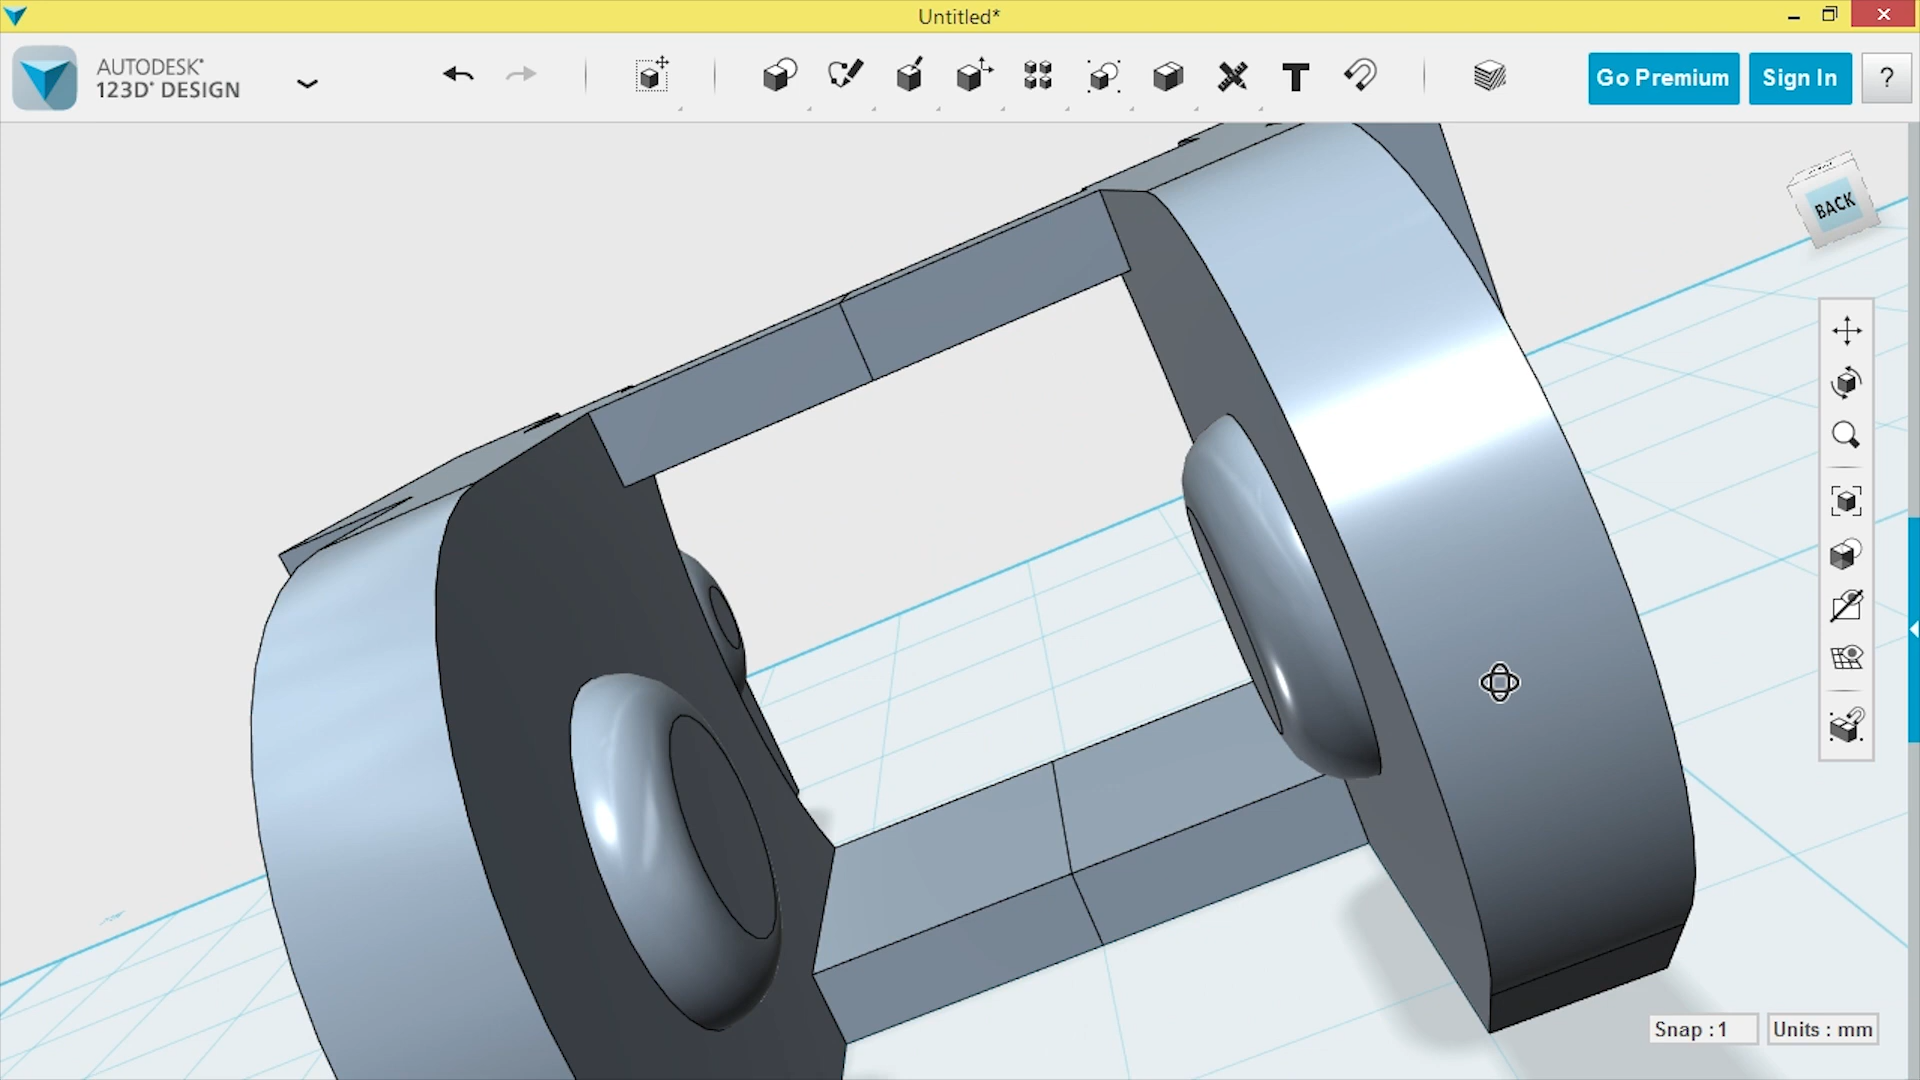 Untitled*
AUTODESK®
123D® DESIGN
T
Go Premium
Sign In
?
BACK
Snap : 1
Units : mm